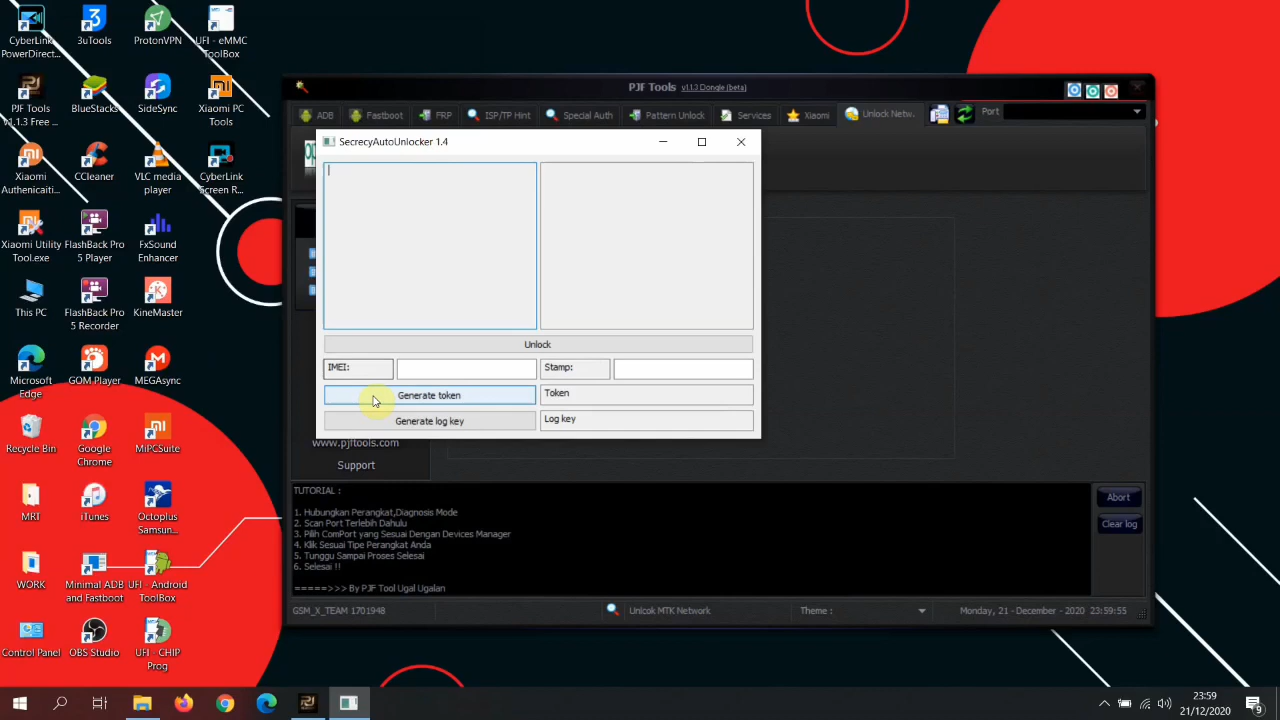 CyberLink
PowerDirect...
3uTools
ProtonVPN
UFI - eMMC
ToolBox
PJF Tools
V1.1.3 Free ...
BlueStacks
SideSync
Xiaomi PC
Tools
Xiaomi
Authenicaiti...
CCleaner
VLC media
player
CyberLink
Screen R...
Xiaomi Utility
Tool.exe
FlashBack Pro
5 Player
FxSound
Enhancer
This PC
FlashBack Pro
5 Recorder
KineMaster
Microsoft
Edge
GOM Player
MEGAsync
Recycle Bin
Google
Chrome
MiPCSuite
MRT
iTunes
Octoplus
Samsun...
WORK
Minimal ADB
and Fastboot
UFI - Android
ToolBox
Control Panel
OBS Studio
UFI - CHIP
Prog
PJF Tools v1.1.3 Dongle (beta)
ADB Fastboot FRP ISP/TP Hint Special Auth Pattern Unlock Services Xiaomi Unlock Netw. Port
SecrecyAutoUnlocker 1.4
Unlock
IMEI: Stamp:
Generate token Token
Generate log key Log key
www.pjftools.com
Support
TUTORIAL :
1. Hubungkan Perangkat,Diagnosis Mode
2. Scan Port Terlebih Dahulu
3. Pilih ComPort yang Sesuai Dengan Devices Manager
4. Klik Sesuai Tipe Perangkat Anda
5. Tunggu Sampai Proses Selesai
6. Selesai !!
=====>>> By PJF Tool Ugal Ugalan
Abort
Clear log
GSM_X_TEAM 1701948 Unlcok MTK Network Theme : Monday, 21 - December - 2020 23:59:55
23:59
21/12/2020
9